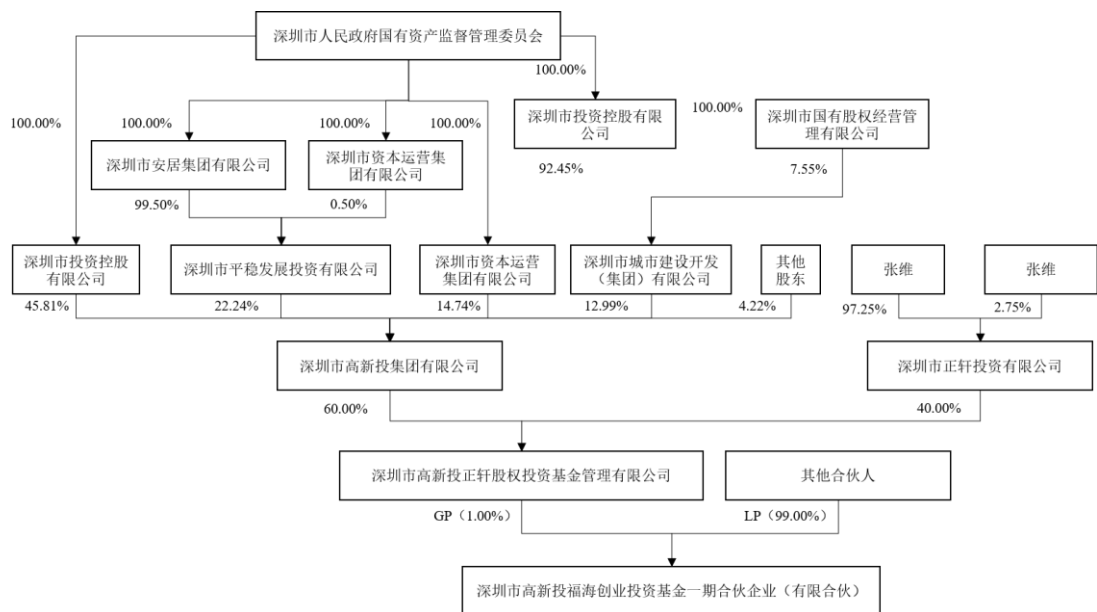 深圳市人民政府国有资产监督管理委员会
100.00%
100.00%
100.00%
100.00%
100.00%
100.00%
深圳市投资控股有限
公司
深圳市国有股权经营管
理有限公司
深圳市安居集团有限公司
深圳市资本运营集
团有限公司
92.45%
7.55%
99.50%
0.50%
深圳市投资控股
有限公司
深圳市平稳发展投资有限公司
深圳市资本运营
集团有限公司
深圳市城市建设开发
（集团）有限公司
其他
股东
张维
张维
45.81%
22.24%
14.74%
12.99%
4.22%
97.25%
2.75%
深圳市高新投集团有限公司
深圳市正轩投资有限公司
60.00%
40.00%
深圳市高新投正轩股权投资基金管理有限公司
其他合伙人
GP（1.00%）
LP（99.00%）
深圳市高新投福海创业投资基金一期合伙企业（有限合伙）